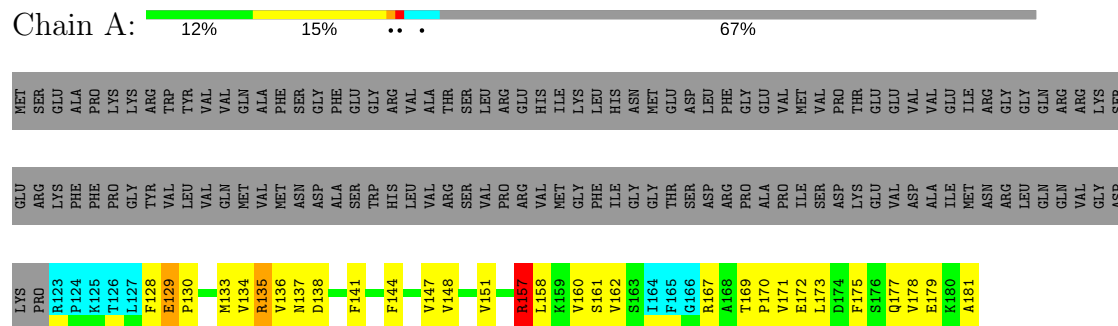 Chain A:
12% 15% •• • 67%
MET SER GLU ALA PRO LYS LYS ARG TRP TYR VAL VAL GLN ALA PHE SER GLY PHE GLU GLY ARG VAL ALA THR SER LEU ARG GLU HIS ILE LYS LEU HIS ASN MET GLU ASP LEU PHE GLY GLU VAL MET VAL PRO THR GLU GLU VAL VAL GLU ILE ARG GLY GLY GLN ARG ARG LYS SER
GLU ARG LYS PHE PHE PRO GLY TYR VAL LEU VAL GLN MET VAL MET ASN ASP ALA SER TRP HIS LEU VAL ARG SER VAL PRO ARG VAL MET GLY PHE ILE GLY GLY THR SER ASP ARG PRO ALA PRO ILE SER ASP LYS GLU VAL ASP ALA ILE MET ASN ARG LEU GLN GLN VAL GLY ASP
LYS PRO R123 P124 K125 T126 L127 F128 E129 P130 M133 V134 R135 V136 N137 D138 F141 F144 V147 V148 V151 R157 L158 K159 V160 S161 V162 S163 I164 F165 G166 R167 A168 T169 P170 V171 E172 L173 D174 F175 S176 Q177 V178 E179 K180 A181